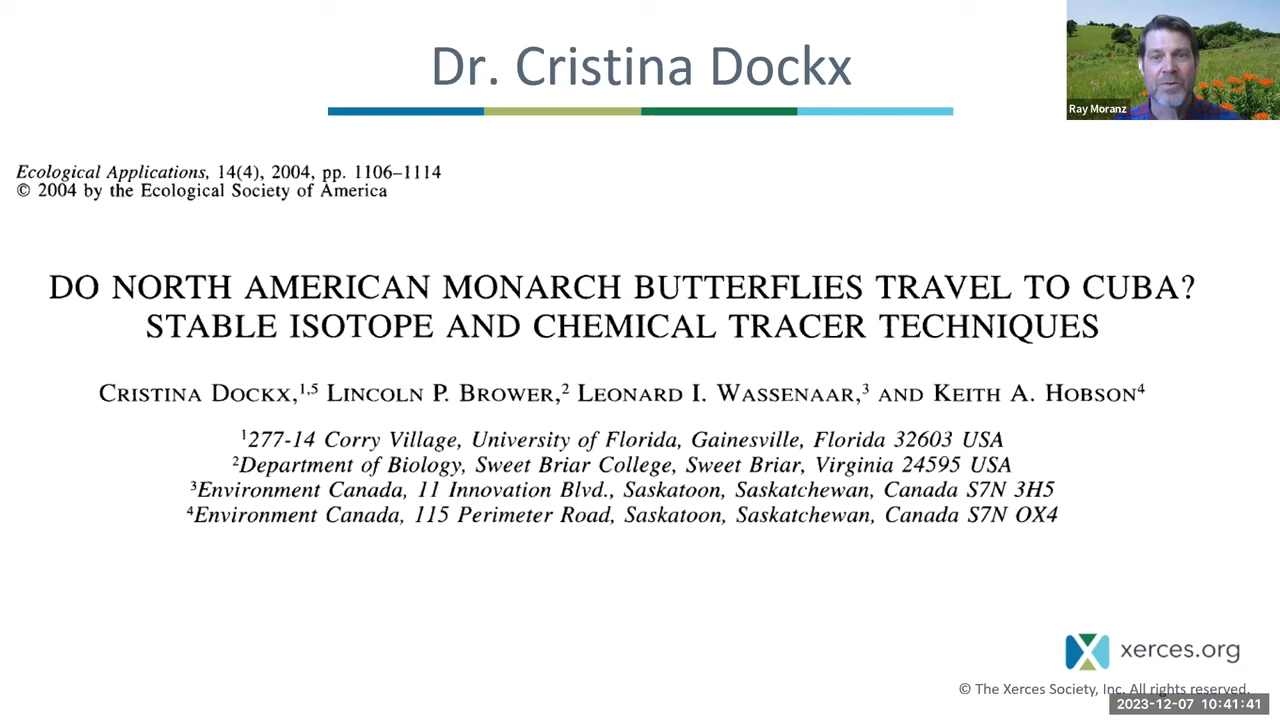 Dr. Cristina Dockx
Ray Moranz
Ecological Applications, 14(4), 2004, pp. 1106–1114
© 2004 by the Ecological Society of America
DO NORTH AMERICAN MONARCH BUTTERFLIES TRAVEL TO CUBA?
STABLE ISOTOPE AND CHEMICAL TRACER TECHNIQUES
CRISTINA DOCKX,1,5 LINCOLN P. BROWER,2 LEONARD I. WASSENAAR,3 AND KEITH A. HOBSON4
1277-14 Corry Village, University of Florida, Gainesville, Florida 32603 USA
2Department of Biology, Sweet Briar College, Sweet Briar, Virginia 24595 USA
3Environment Canada, 11 Innovation Blvd., Saskatoon, Saskatchewan, Canada S7N 3H5
4Environment Canada, 115 Perimeter Road, Saskatoon, Saskatchewan, Canada S7N OX4
xerces.org
© The Xerces Society, Inc. All rights reserved.
2023-12-07 10:41:41